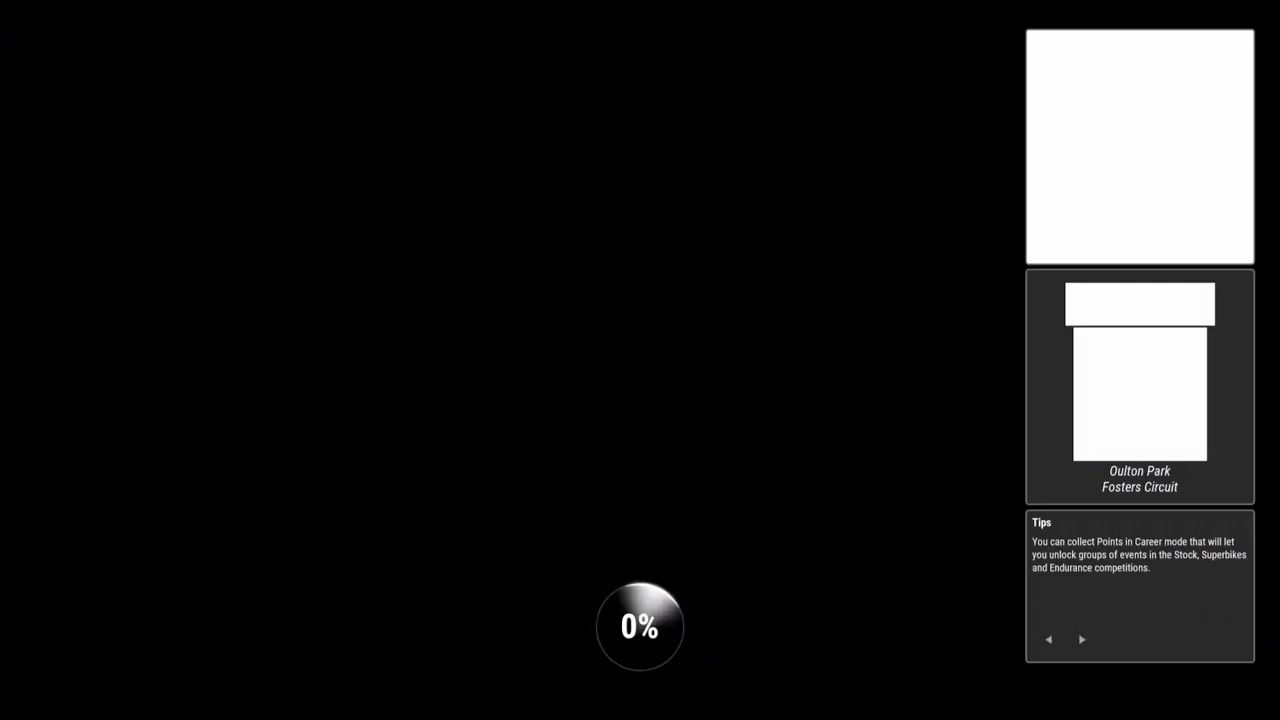 Oulton Park
Fosters Circuit
Tips
You can collect Points in Career mode that will let
you unlock groups of events in the Stock, Superbikes
and Endurance competitions.
0%